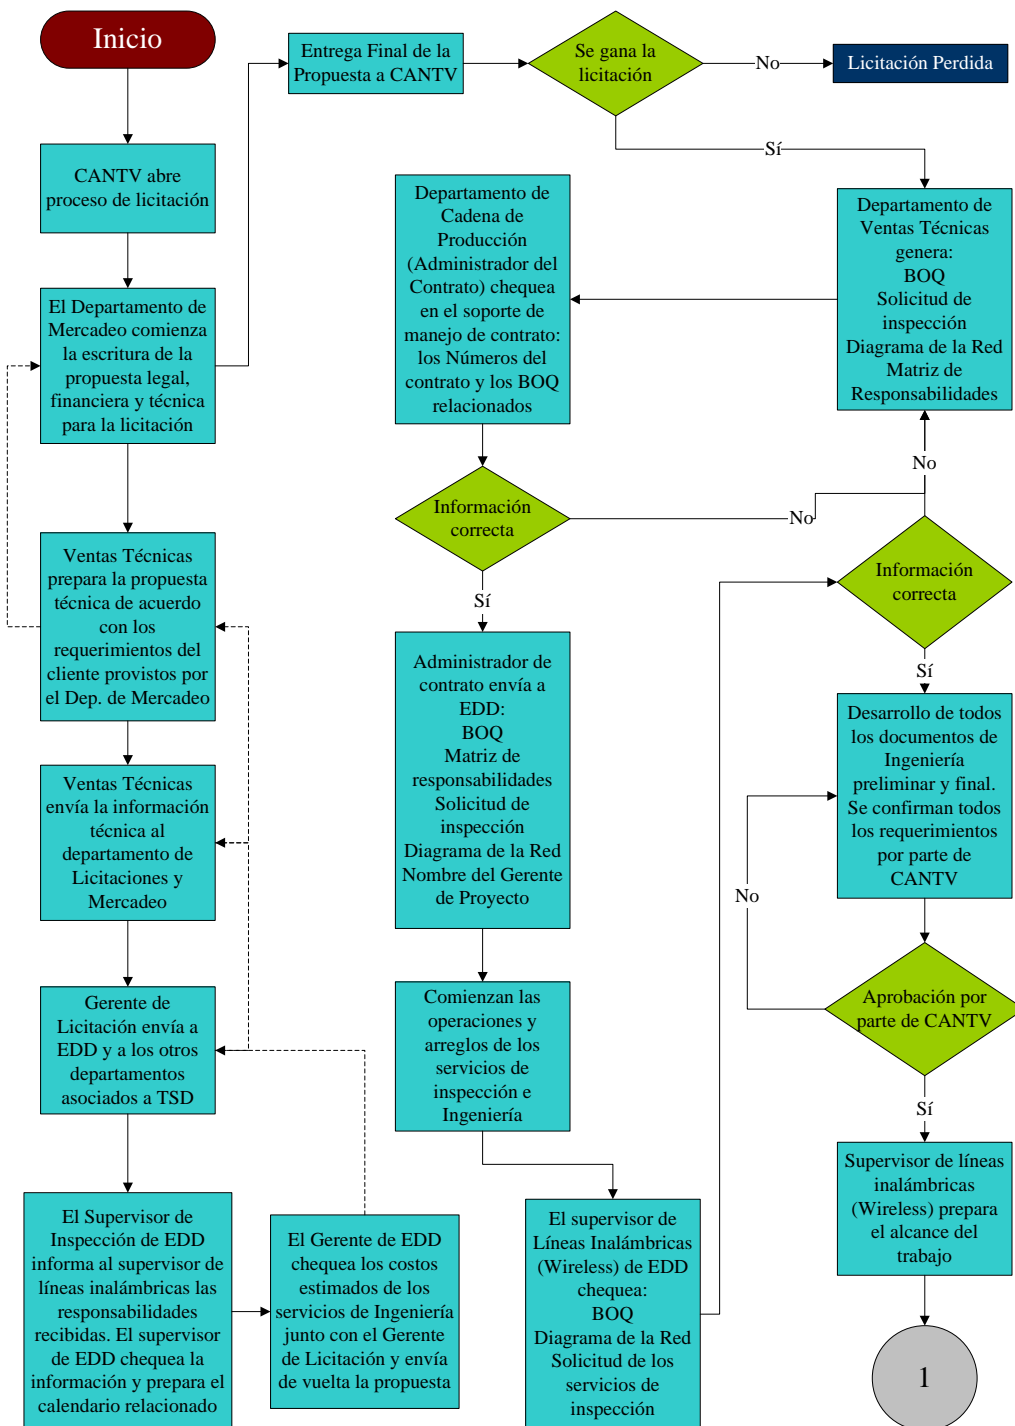 Inicio
CANTV abre
proceso de licitación
El Departamento de
Mercadeo comienza
la escritura de la
propuesta legal,
financiera y técnica
para la licitación
Ventas Técnicas
prepara la propuesta
técnica de acuerdo
con los
requerimientos del
cliente provistos por
el Dep. de Mercadeo
Ventas Técnicas
envía la información
técnica al
departamento de
Licitaciones y
Mercadeo
Gerente de
Licitación envía a
EDD y a los otros
departamentos
asociados a TSD
El Supervisor de
Inspección de EDD
informa al supervisor de
líneas inalámbricas las
responsabilidades
recibidas. El supervisor
de EDD chequea la
información y prepara el
calendario relacionado
El Gerente de EDD
chequea los costos
estimados de los
servicios de Ingeniería
junto con el Gerente
de Licitación y envía
de vuelta la propuesta
Entrega Final de la
Propuesta a CANTV
Se gana la
licitación
No
Licitación Perdida
Sí
Departamento de
Ventas Técnicas
genera:
BOQ
Solicitud de
inspección
Diagrama de la Red
Matriz de
Responsabilidades
Departamento de
Cadena de
Producción
(Administrador del
Contrato) chequea
en el soporte de
manejo de contrato:
los Números del
contrato y los BOQ
relacionados
Información
correcta
No
Sí
Administrador de
contrato envía a
EDD:
BOQ
Matriz de
responsabilidades
Solicitud de
inspección
Diagrama de la Red
Nombre del Gerente
de Proyecto
Comienzan las
operaciones y
arreglos de los
servicios de
inspección e
Ingeniería
El supervisor de
Líneas Inalámbricas
(Wireless) de EDD
chequea:
BOQ
Diagrama de la Red
Solicitud de los
servicios de
inspección
No
Información
correcta
Sí
Desarrollo de todos
los documentos de
Ingeniería
preliminar y final.
Se confirman todos
los requerimientos
por parte de
CANTV
No
Aprobación por
parte de CANTV
Sí
Supervisor de líneas
inalámbricas
(Wireless) prepara
el alcance del
trabajo
1